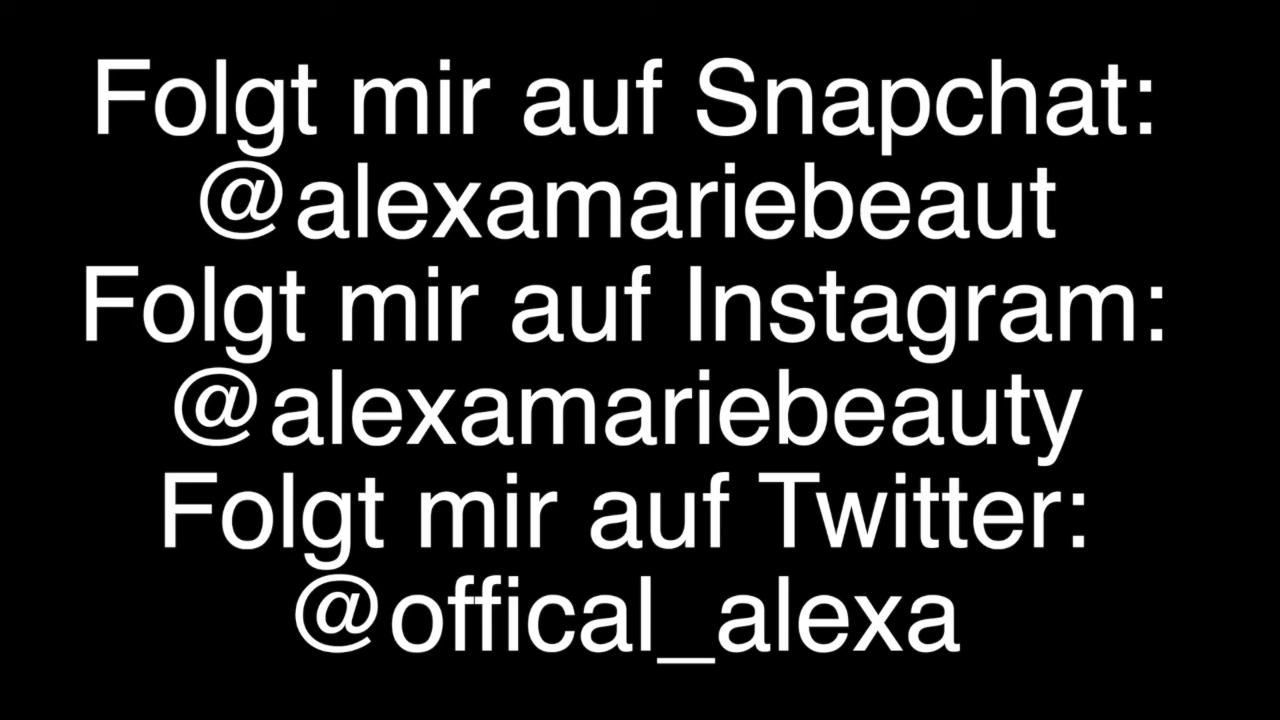 Folgt mir auf Snapchat:
@alexamariebeaut
Folgt mir auf Instagram:
@alexamariebeauty
Folgt mir auf Twitter:
@offical_alexa